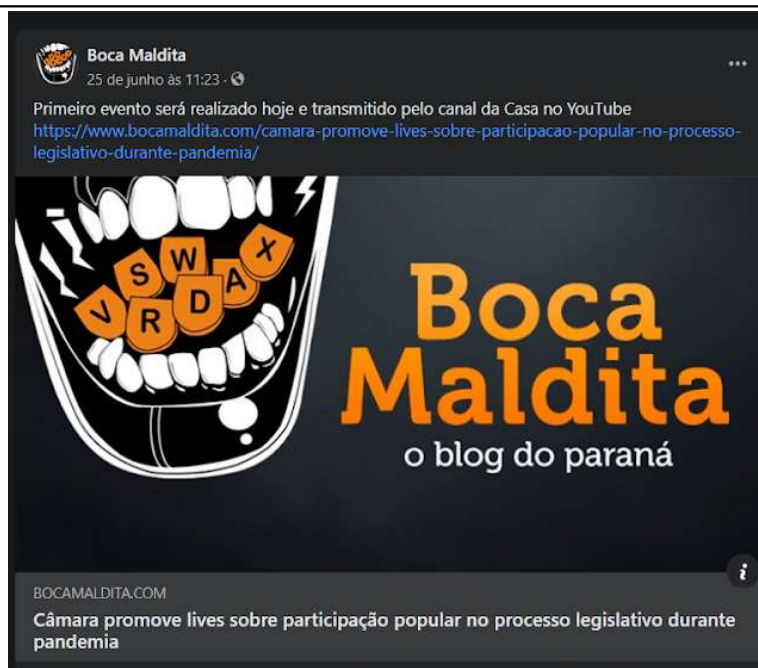 Boca Maldita
25 de junho às 11:23 ·
Primeiro evento será realizado hoje e transmitido pelo canal da Casa no YouTube
https://www.bocamaldita.com/camara-promove-lives-sobre-participacao-popular-no-processo-
legislativo-durante-pandemia/
V S W X
R D A
Boca
Maldita
o blog do paraná
i
BOCAMALDITA.COM
Câmara promove lives sobre participação popular no processo legislativo durante
pandemia